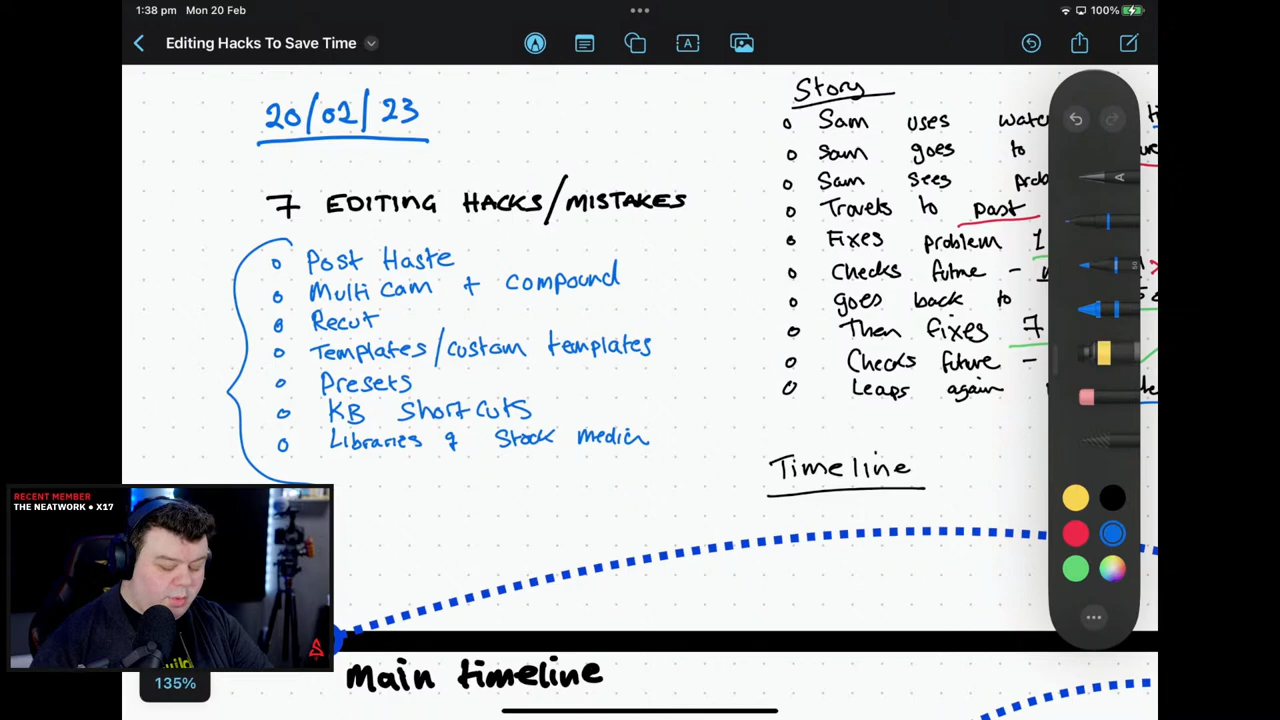 1:38 pm Mon 20 Feb
100%
Editing Hacks To Save Time
20/02/23
7 EDITING HACKS/MISTAKES
Post Haste
Multi Cam + compound
Recut
Templates/custom templates
Presets
KB Shortcuts
Libraries & Stock media
Story
Sam uses
Sam goes to
Sam sees
Travels to past
Fixes problem 1
Checks future -
goes back to
Then fixes 7
Checks future -
Leaps again
Timeline
A
RECENT MEMBER
THE NEATWORK • X17
135%
Main timeline